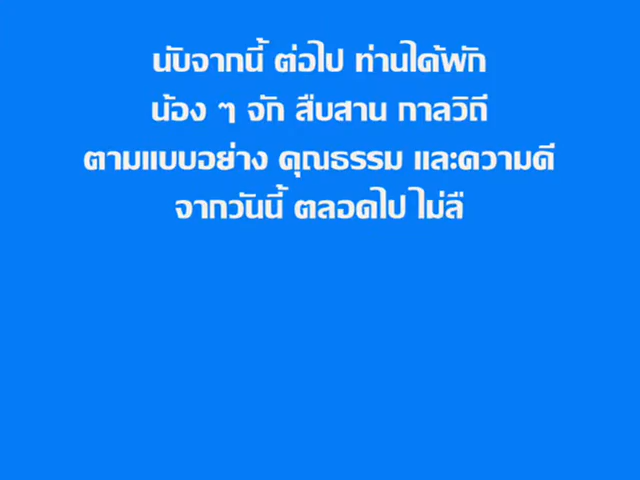 นับจากนี้ ต่อไป ท่านได้พัก
น้อง ๆ จัก สืบสาน กาลวิถี
ตามแบบอย่าง คุณธรรม และความดี
จากวันนี้ ตลอดไป ไม่ลื